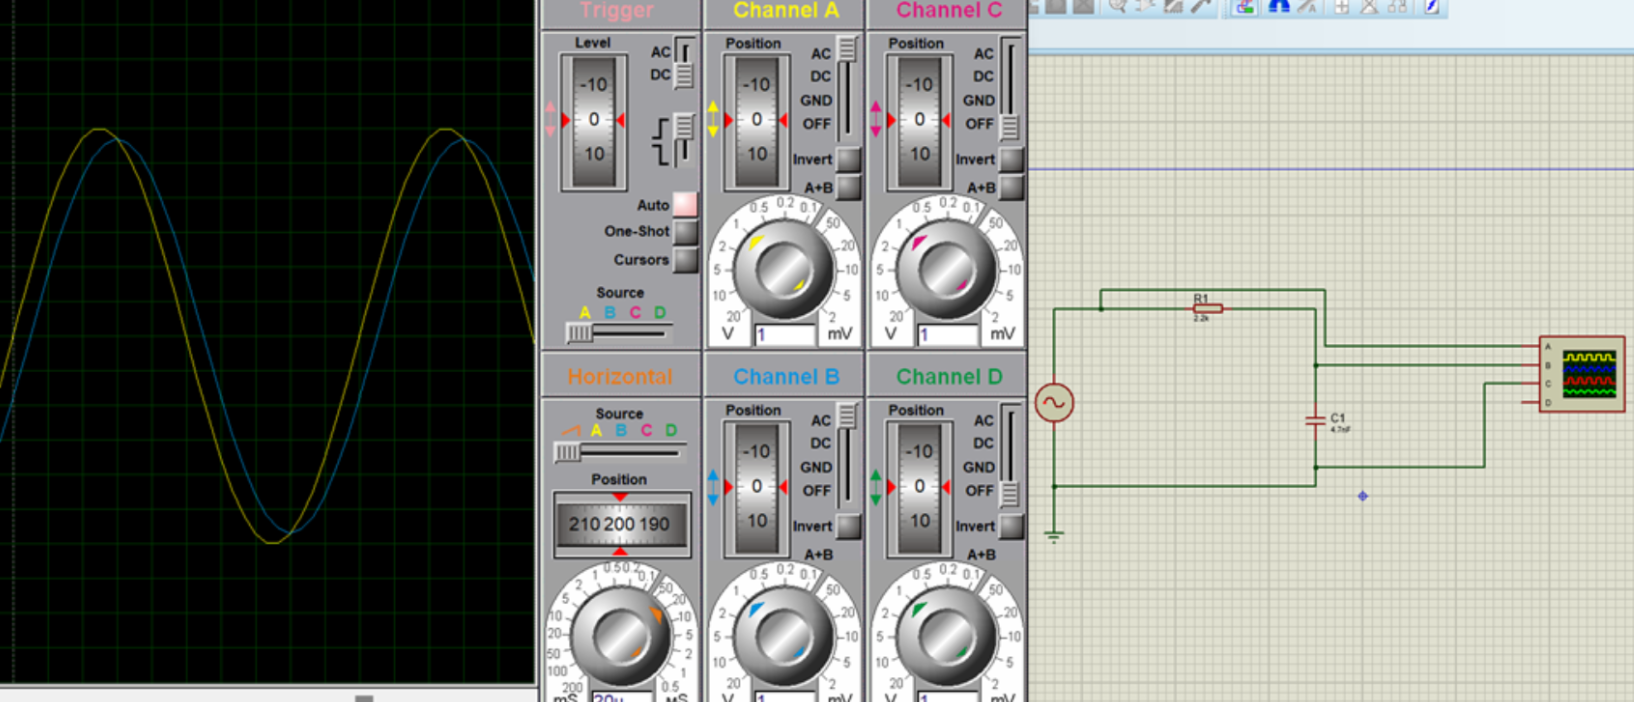 Trigger
Level
AC
DC
-10
0
10
Auto
One-Shot
Cursors
Source
A B C D
Channel A
Position
AC
DC
GND
OFF
-10
0
10
Invert
A+B
0.5 0.2 0.1
1
2
5
10
20
50
20
10
5
2
V
1
mV
Channel C
Position
AC
DC
GND
OFF
-10
0
10
Invert
A+B
0.5 0.2 0.1
1
2
5
10
20
50
20
10
5
2
V
1
mV
Horizontal
Source
A B C D
Position
210 200 190
0.5 0.2 0.1
1
2
5
10
20
50
100
200
50
20
10
5
2
1
0.5
mS
20u
Channel B
Position
AC
DC
GND
OFF
-10
0
10
Invert
A+B
0.5 0.2 0.1
1
2
5
10
20
50
20
10
5
2
V
1
mV
Channel D
Position
AC
DC
GND
OFF
-10
0
10
Invert
A+B
0.5 0.2 0.1
1
2
5
10
20
50
20
10
5
2
V
1
mV
R1
2.2k
C1
4.7nF
A
B
C
D